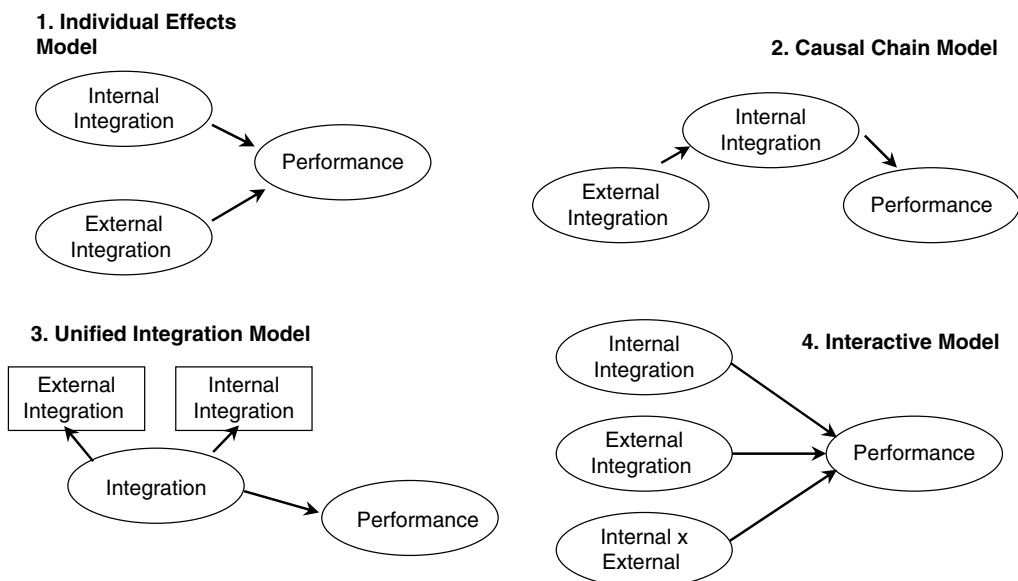 1. Individual Effects
Model
Internal
Integration
Performance
External
Integration
2. Causal Chain Model
Internal
Integration
External
Integration
Performance
3. Unified Integration Model
External
Integration
Internal
Integration
Integration
Performance
4. Interactive Model
Internal
Integration
External
Integration
Performance
Internal x
External